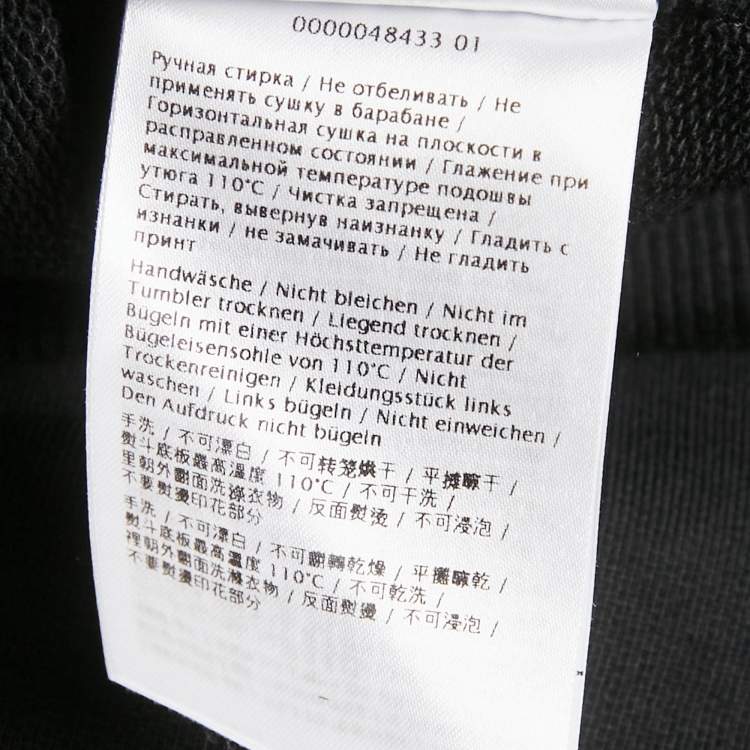 0000048433 01
Ручная стирка / Не отбеливать / Не
применять сушку в барабане /
Горизонтальная сушка на плоскости в
расправленном состоянии / Глажение при
максимальной температуре подошвы
утюга 110°C / Чистка запрещена /
Стирать, вывернув наизнанку / Гладить с
изнанки / не замачивать / Не гладить
принт
Handwäsche / Nicht bleichen / Nicht im
Tumbler trocknen / Liegend trocknen /
Bügeln mit einer Höchsttemperatur der
Bügeleisensohle von 110°C / Nicht
Trockenreinigen / Kleidungsstück links
waschen / Links bügeln / Nicht einweichen /
Den Aufdruck nicht bügeln
手洗 / 不可漂白 / 不可转笼烘干 / 平摊晾干 /
熨斗底板最高溫度 110°C / 不可干洗 /
里朝外翻面洗涤衣物 / 反面熨烫 / 不可浸泡 /
不要熨烫印花部分
手洗 / 不可漂白 / 不可翻轉乾燥 / 平攤晾乾 /
熨斗底板最高溫度 110°C / 不可乾洗 /
裡朝外翻面洗滌衣物 / 反面熨燙 / 不可浸泡 /
不要熨燙印花部分